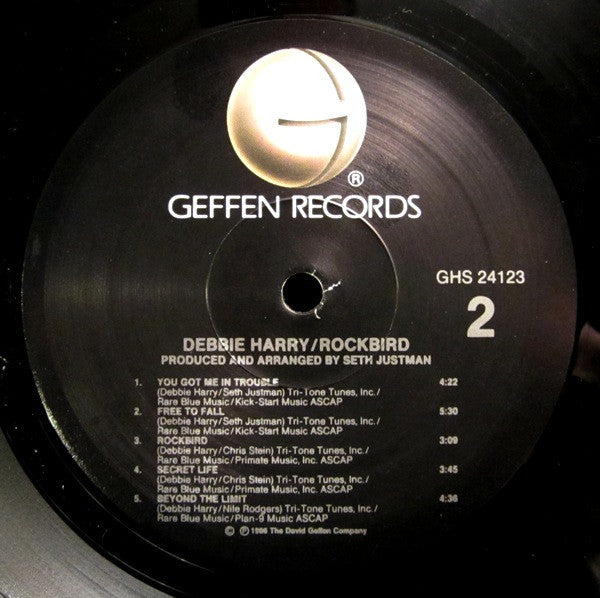 G
®
GEFFEN RECORDS
GHS 24123
2
DEBBIE HARRY/ROCKBIRD
PRODUCED AND ARRANGED BY SETH JUSTMAN
1. YOU GOT ME IN TROUBLE 4:22
(Debbie Harry/Seth Justman) Tri-Tone Tunes, Inc./
Rare Blue Music/Kick-Start Music ASCAP
2. FREE TO FALL 5:30
(Debbie Harry/Seth Justman) Tri-Tone Tunes, Inc./
Rare Blue Music/Kick-Start Music ASCAP
3. ROCKBIRD 3:09
(Debbie Harry/Chris Stein) Tri-Tone Tunes, Inc./
Rare Blue Music/Primate Music, Inc. ASCAP
4. SECRET LIFE 3:45
(Debbie Harry/Chris Stein) Tri-Tone Tunes, Inc./
Rare Blue Music/Primate Music, Inc. ASCAP
5. BEYOND THE LIMIT 4:36
(Debbie Harry/Nile Rodgers) Tri-Tone Tunes, Inc./
Rare Blue Music/Plan-9 Music ASCAP
© ℗ 1986 The David Geffen Company